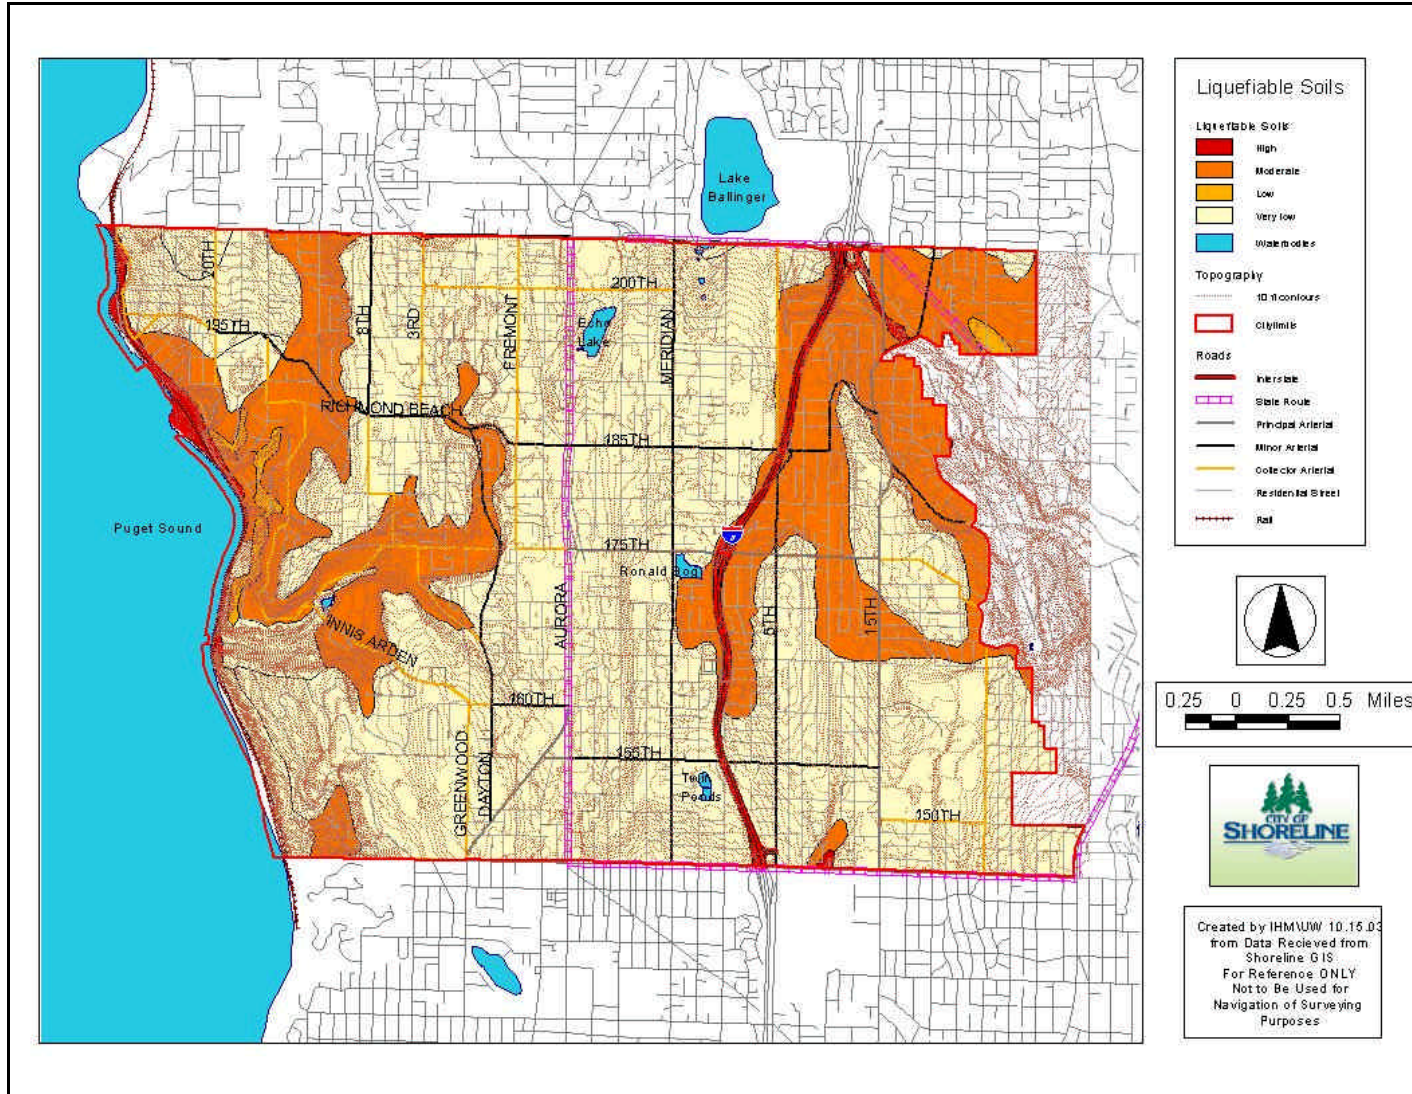 Liquefiable Soils
Liquefiable Soils
High
Moderate
Low
Very low
Waterbodies
Topography
10 ft contours
City limits
Roads
Interstate
State Route
Principal Arterial
Minor Arterial
Collector Arterial
Residential Street
Rail
Lake
Ballinger
20TH
195TH
8TH
3RD
FREMONT
Echo
Lake
200TH
MERIDIAN
RICHMOND BEACH
185TH
Puget Sound
175TH
5
Ronald Bog
INNIS ARDEN
AURORA
5TH
15TH
160TH
GREENWOOD
DAYTON
155TH
Twin
Ponds
150TH
0.25 0 0.25 0.5 Miles
CITY OF
SHORELINE
Created by IHM\UW 10.15.03
from Data Recieved from
Shoreline GIS
For Reference ONLY
Not to Be Used for
Navigation of Surveying
Purposes